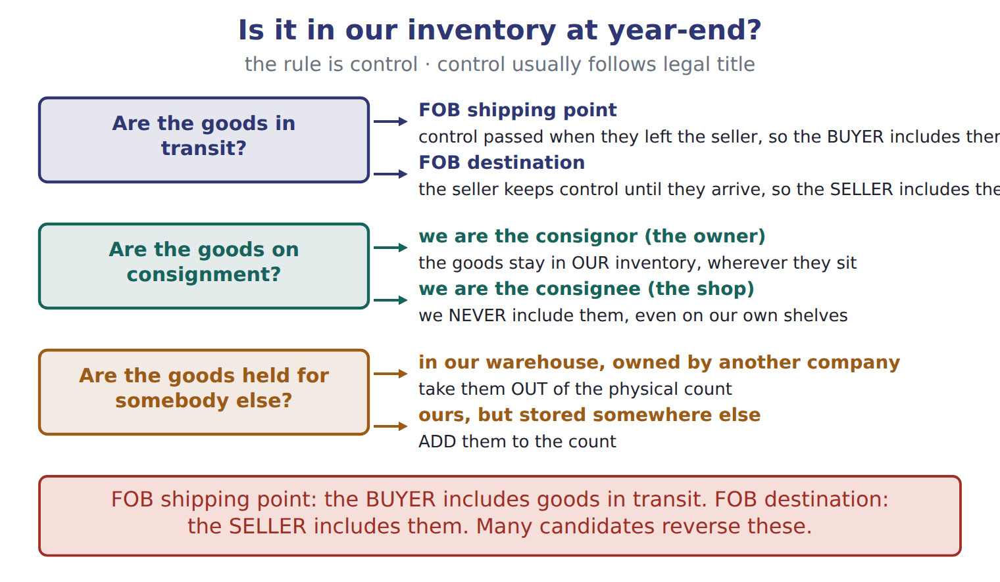 Is it in our inventory at year-end?
the rule is control · control usually follows legal title
Are the goods in
transit?
FOB shipping point
control passed when they left the seller, so the BUYER includes
FOB destination
the seller keeps control until they arrive, so the SELLER includes
Are the goods on
consignment?
we are the consignor (the owner)
the goods stay in OUR inventory, wherever they sit
we are the consignee (the shop)
we NEVER include them, even on our own shelves
Are the goods held for
somebody else?
in our warehouse, owned by another company
take them OUT of the physical count
ours, but stored somewhere else
ADD them to the count
FOB shipping point: the BUYER includes goods in transit. FOB destination:
the SELLER includes them. Many candidates reverse these.